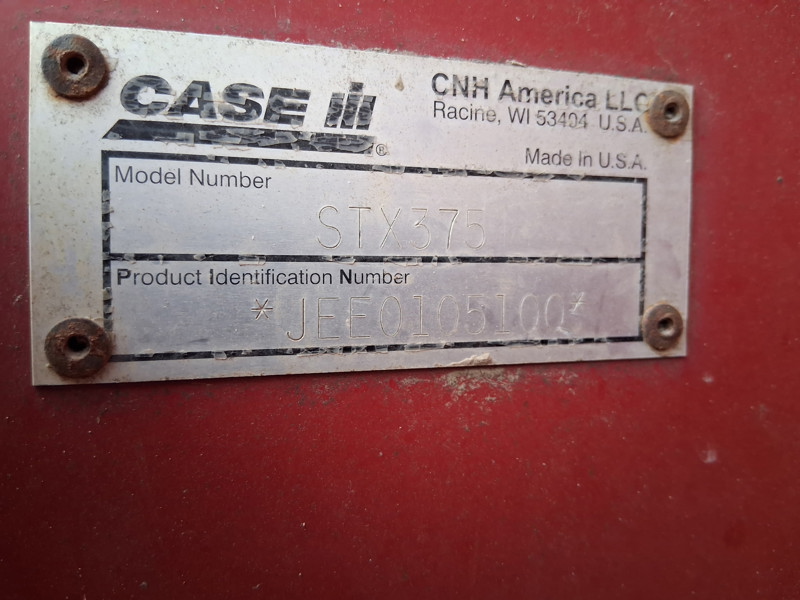 CASE IH
®
CNH America LLC
Racine, WI 53404 U.S.A.
Made in U.S.A.
Model Number
STX375
Product Identification Number
*JEE0105100*